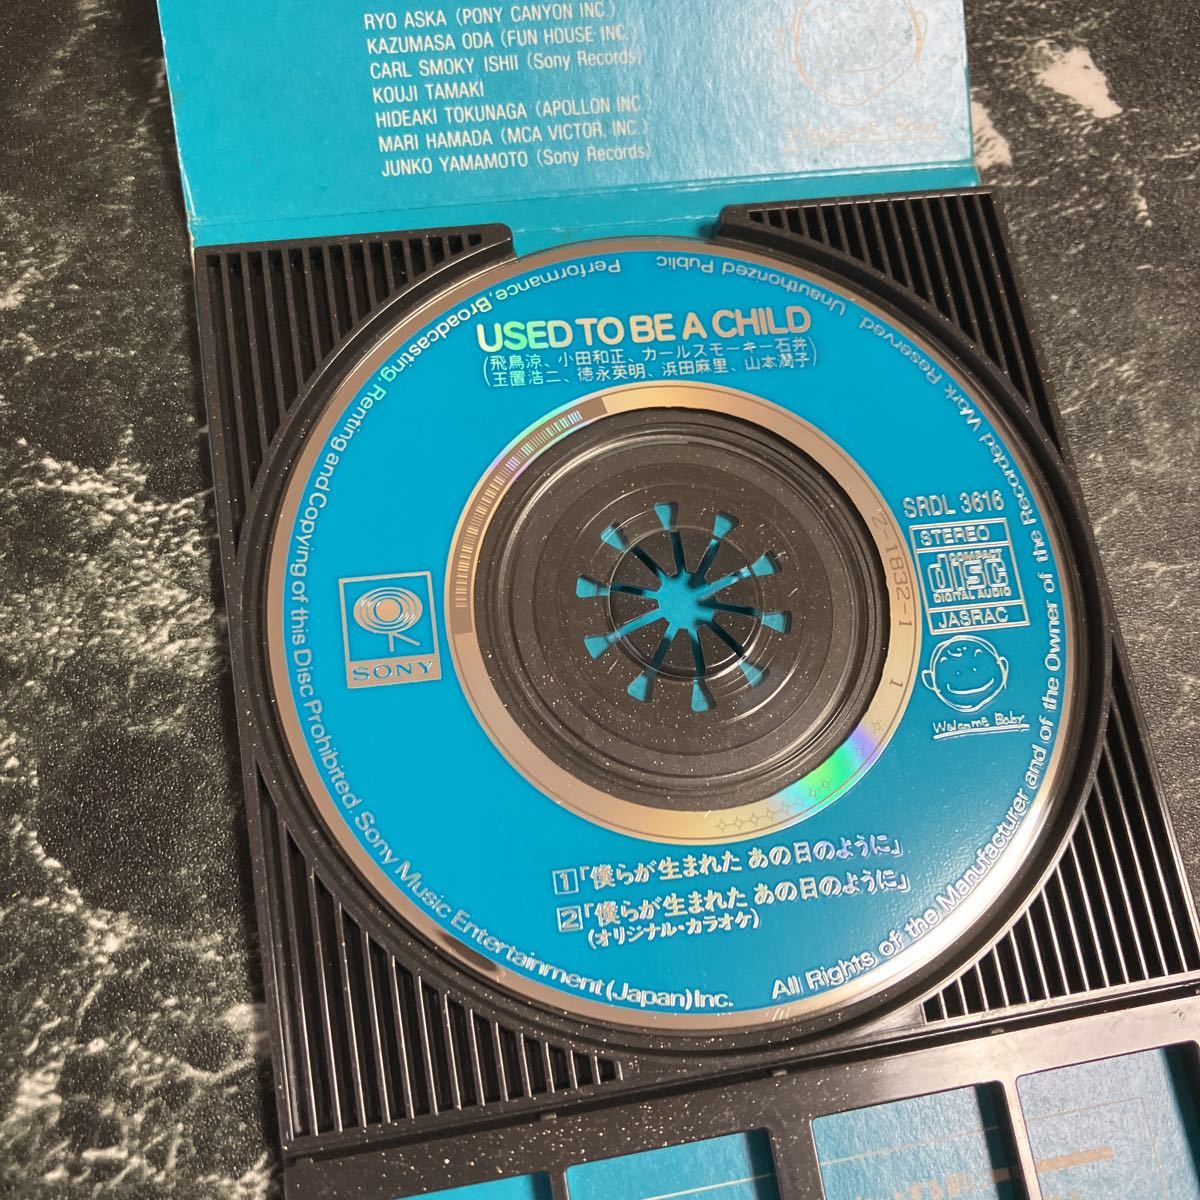 RYO ASKA (PONY CANYON INC.)
KAZUMASA ODA (FUN HOUSE INC.)
CARL SMOKY ISHII (Sony Records)
KOUJI TAMAKI
HIDEAKI TOKUNAGA (APOLLON INC.)
MARI HAMADA (MCA VICTOR, INC.)
JUNKO YAMAMOTO (Sony Records)
Welcome Baby
USED TO BE A CHILD
(飛鳥涼、小田和正、カールスモーキー石井
玉置浩二、徳永英明、浜田麻里、山本潤子)
SRDL 3616
STEREO
COMPACT
disc
DIGITAL AUDIO
JASRAC
Welcome Baby
SONY
2-1832-1 1
1「僕らが生まれた あの日のように」
2「僕らが生まれた あの日のように」
(オリジナル・カラオケ)
All Rights of the Manufacturer and of the Owner of the Recorded Work Reserved. Unauthorized Public Performance, Broadcasting, Renting and Copying of this Disc Prohibited. Sony Music Entertainment (Japan) Inc.